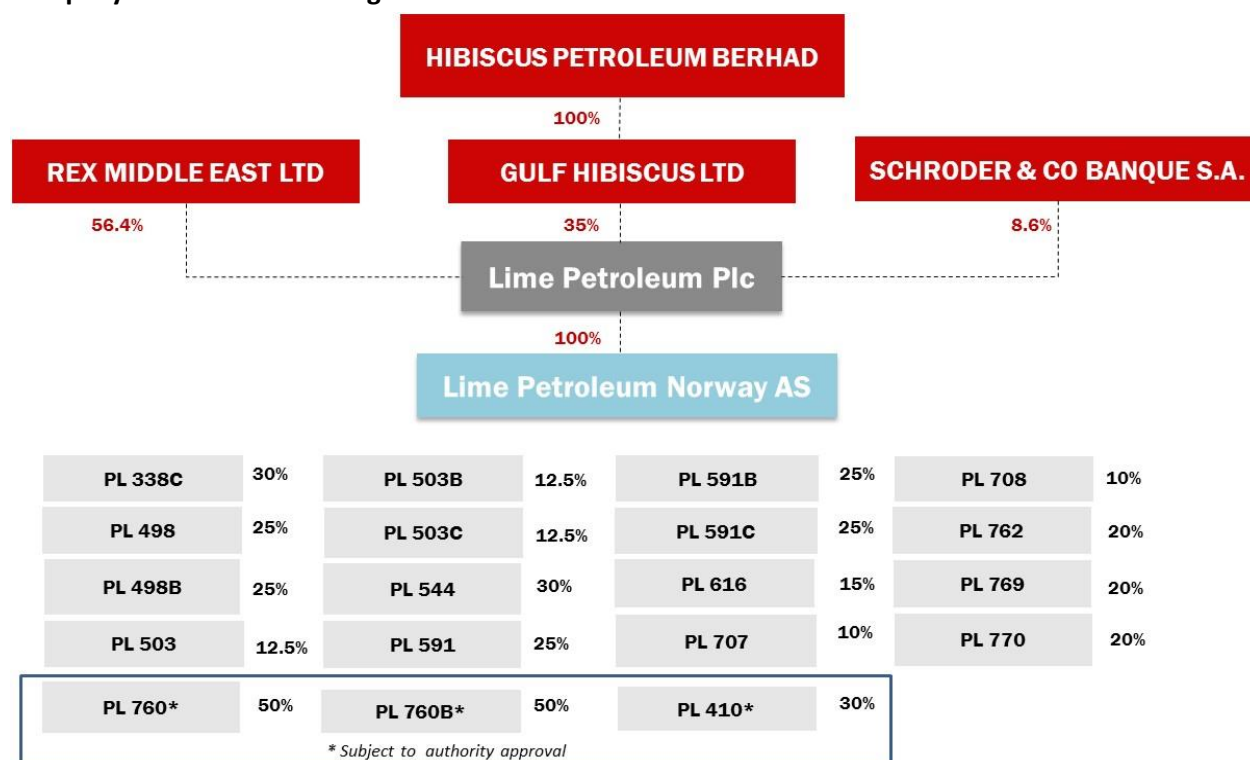 HIBISCUS PETROLEUM BERHAD
100%
REX MIDDLE EAST LTD
GULF HIBISCUS LTD
SCHRODER & CO BANQUE S.A.
56.4%
35%
8.6%
Lime Petroleum Plc
100%
Lime Petroleum Norway AS
PL 338C 30% PL 503B 12.5% PL 591B 25% PL 708 10%
PL 498 25% PL 503C 12.5% PL 591C 25% PL 762 20%
PL 498B 25% PL 544 30% PL 616 15% PL 769 20%
PL 503 12.5% PL 591 25% PL 707 10% PL 770 20%
PL 760* 50% PL 760B* 50% PL 410* 30%
* Subject to authority approval